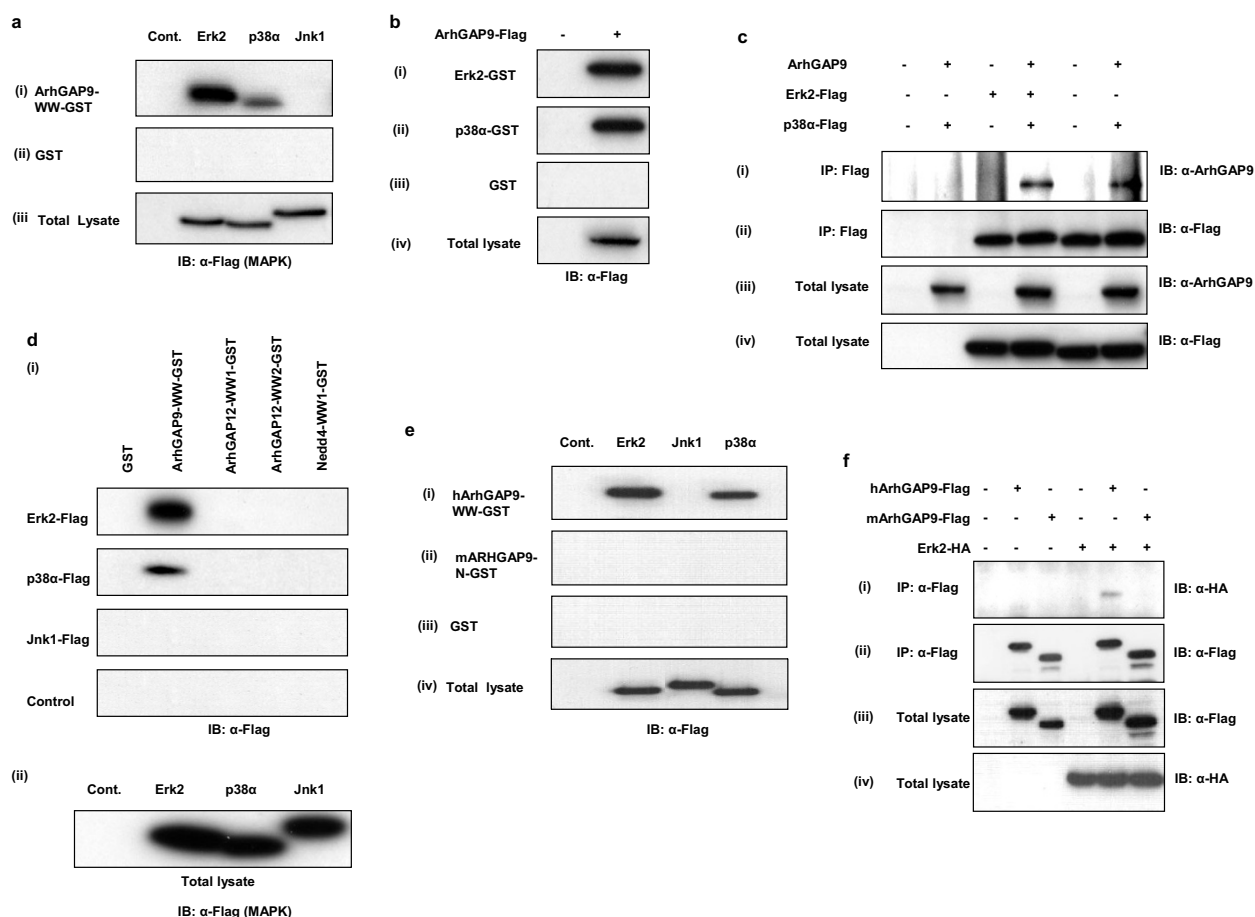 a
Cont. Erk2 p38α Jnk1
(i) ArhGAP9-
WW-GST
(ii) GST
(iii Total Lysate
IB: α-Flag (MAPK)
b
ArhGAP9-Flag - +
(i) Erk2-GST
(ii) p38α-GST
(iii) GST
(iv) Total lysate
IB: α-Flag
c
ArhGAP9 - + - + - +
Erk2-Flag - - + + - -
p38α-Flag - + - + - +
(i) IP: Flag IB: α-ArhGAP9
(ii) IP: Flag IB: α-Flag
(iii) Total lysate IB: α-ArhGAP9
(iv) Total lysate IB: α-Flag
d
(i)
GST
ArhGAP9-WW-GST
ArhGAP12-WW1-GST
ArhGAP12-WW2-GST
Nedd4-WW1-GST
Erk2-Flag
p38α-Flag
Jnk1-Flag
Control
IB: α-Flag
(ii)
Cont. Erk2 p38α Jnk1
Total lysate
IB: α-Flag (MAPK)
e
Cont. Erk2 Jnk1 p38α
(i) hArhGAP9-
WW-GST
(ii) mARHGAP9-
N-GST
(iii) GST
(iv) Total lysate
IB: α-Flag
f
hArhGAP9-Flag - + - - + -
mArhGAP9-Flag - - + - - +
Erk2-HA - - - + + +
(i) IP: α-Flag IB: α-HA
(ii) IP: α-Flag IB: α-Flag
(iii) Total lysate IB: α-Flag
(iv) Total lysate IB: α-HA